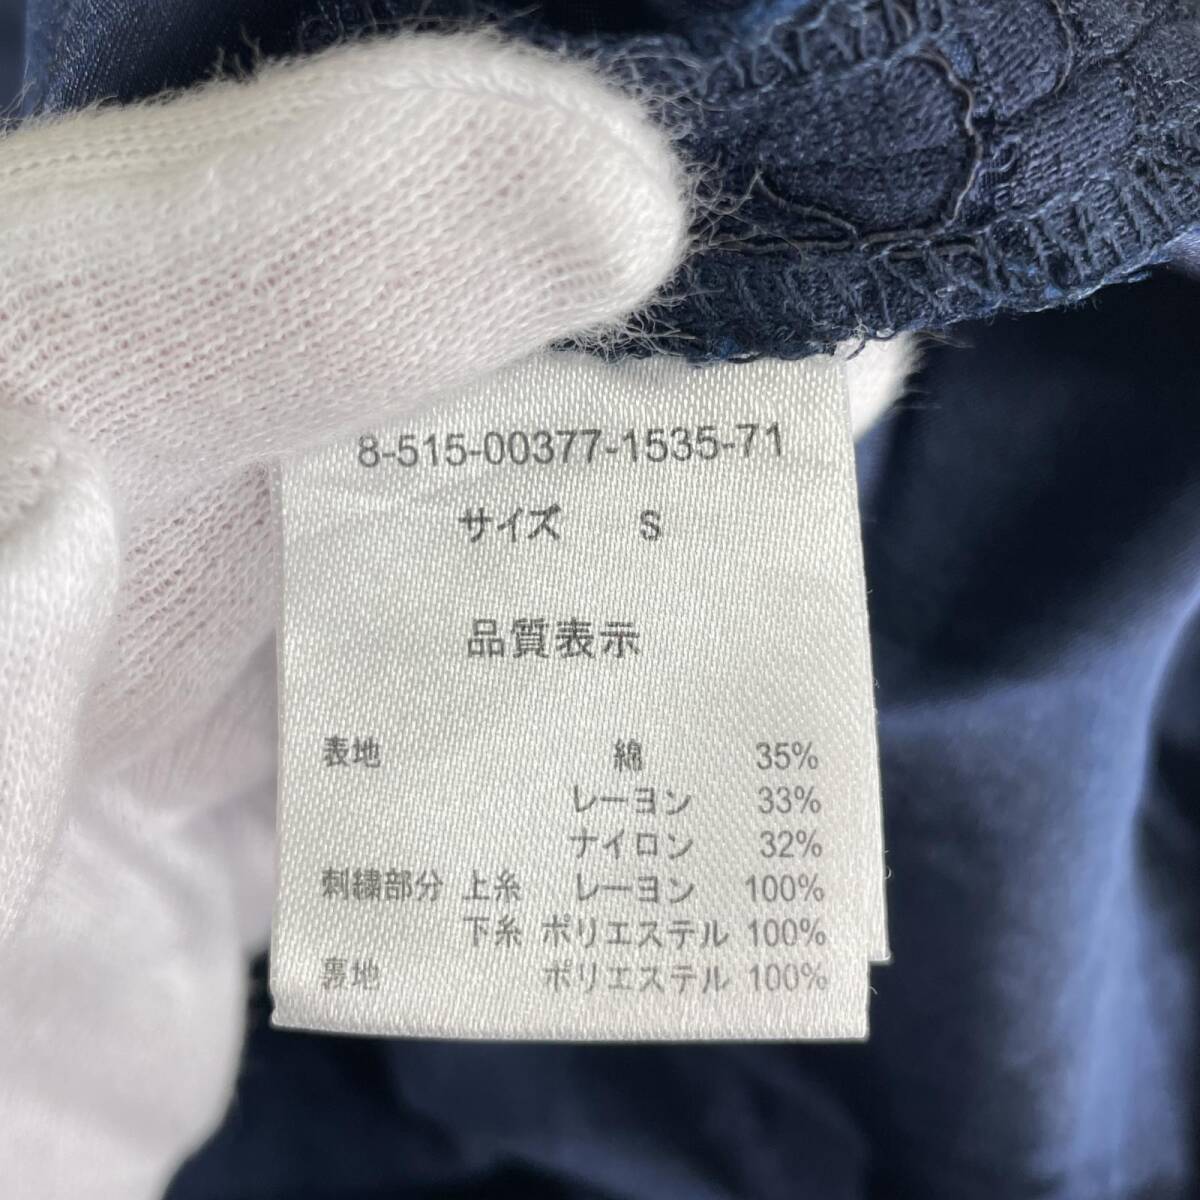 8-515-00377-1535-71
サイズ S
品質表示
表地 綿 35%
レーヨン 33%
ナイロン 32%
刺繍部分 上糸 レーヨン 100%
下糸 ポリエステル 100%
裏地 ポリエステル 100%